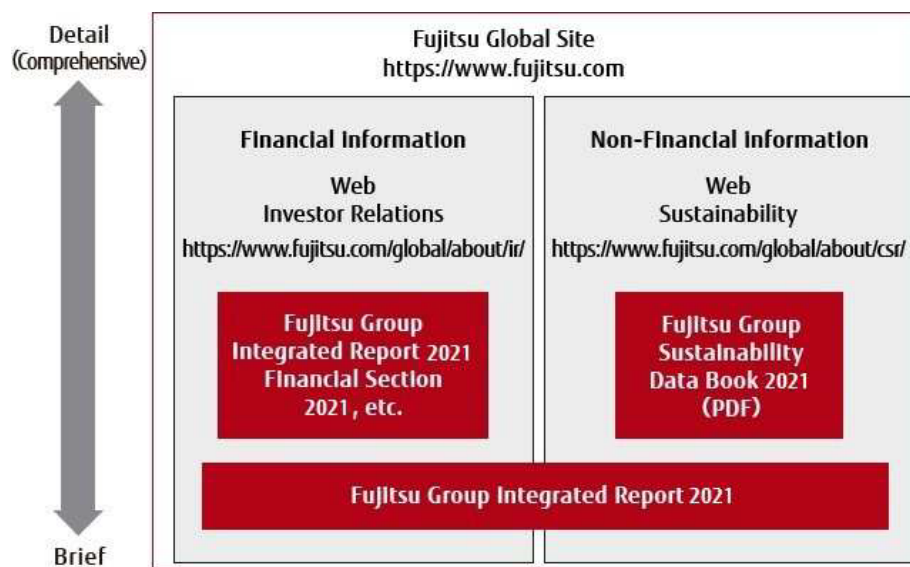 Detail
(Comprehensive)
Brief
Fujitsu Global Site
https://www.fujitsu.com
Financial Information
Web
Investor Relations
https://www.fujitsu.com/global/about/ir/
Fujitsu Group
Integrated Report 2021
Financial Section
2021, etc.
Non-Financial Information
Web
Sustainability
https://www.fujitsu.com/global/about/csr/
Fujitsu Group
Sustainability
Data Book 2021
(PDF)
Fujitsu Group Integrated Report 2021